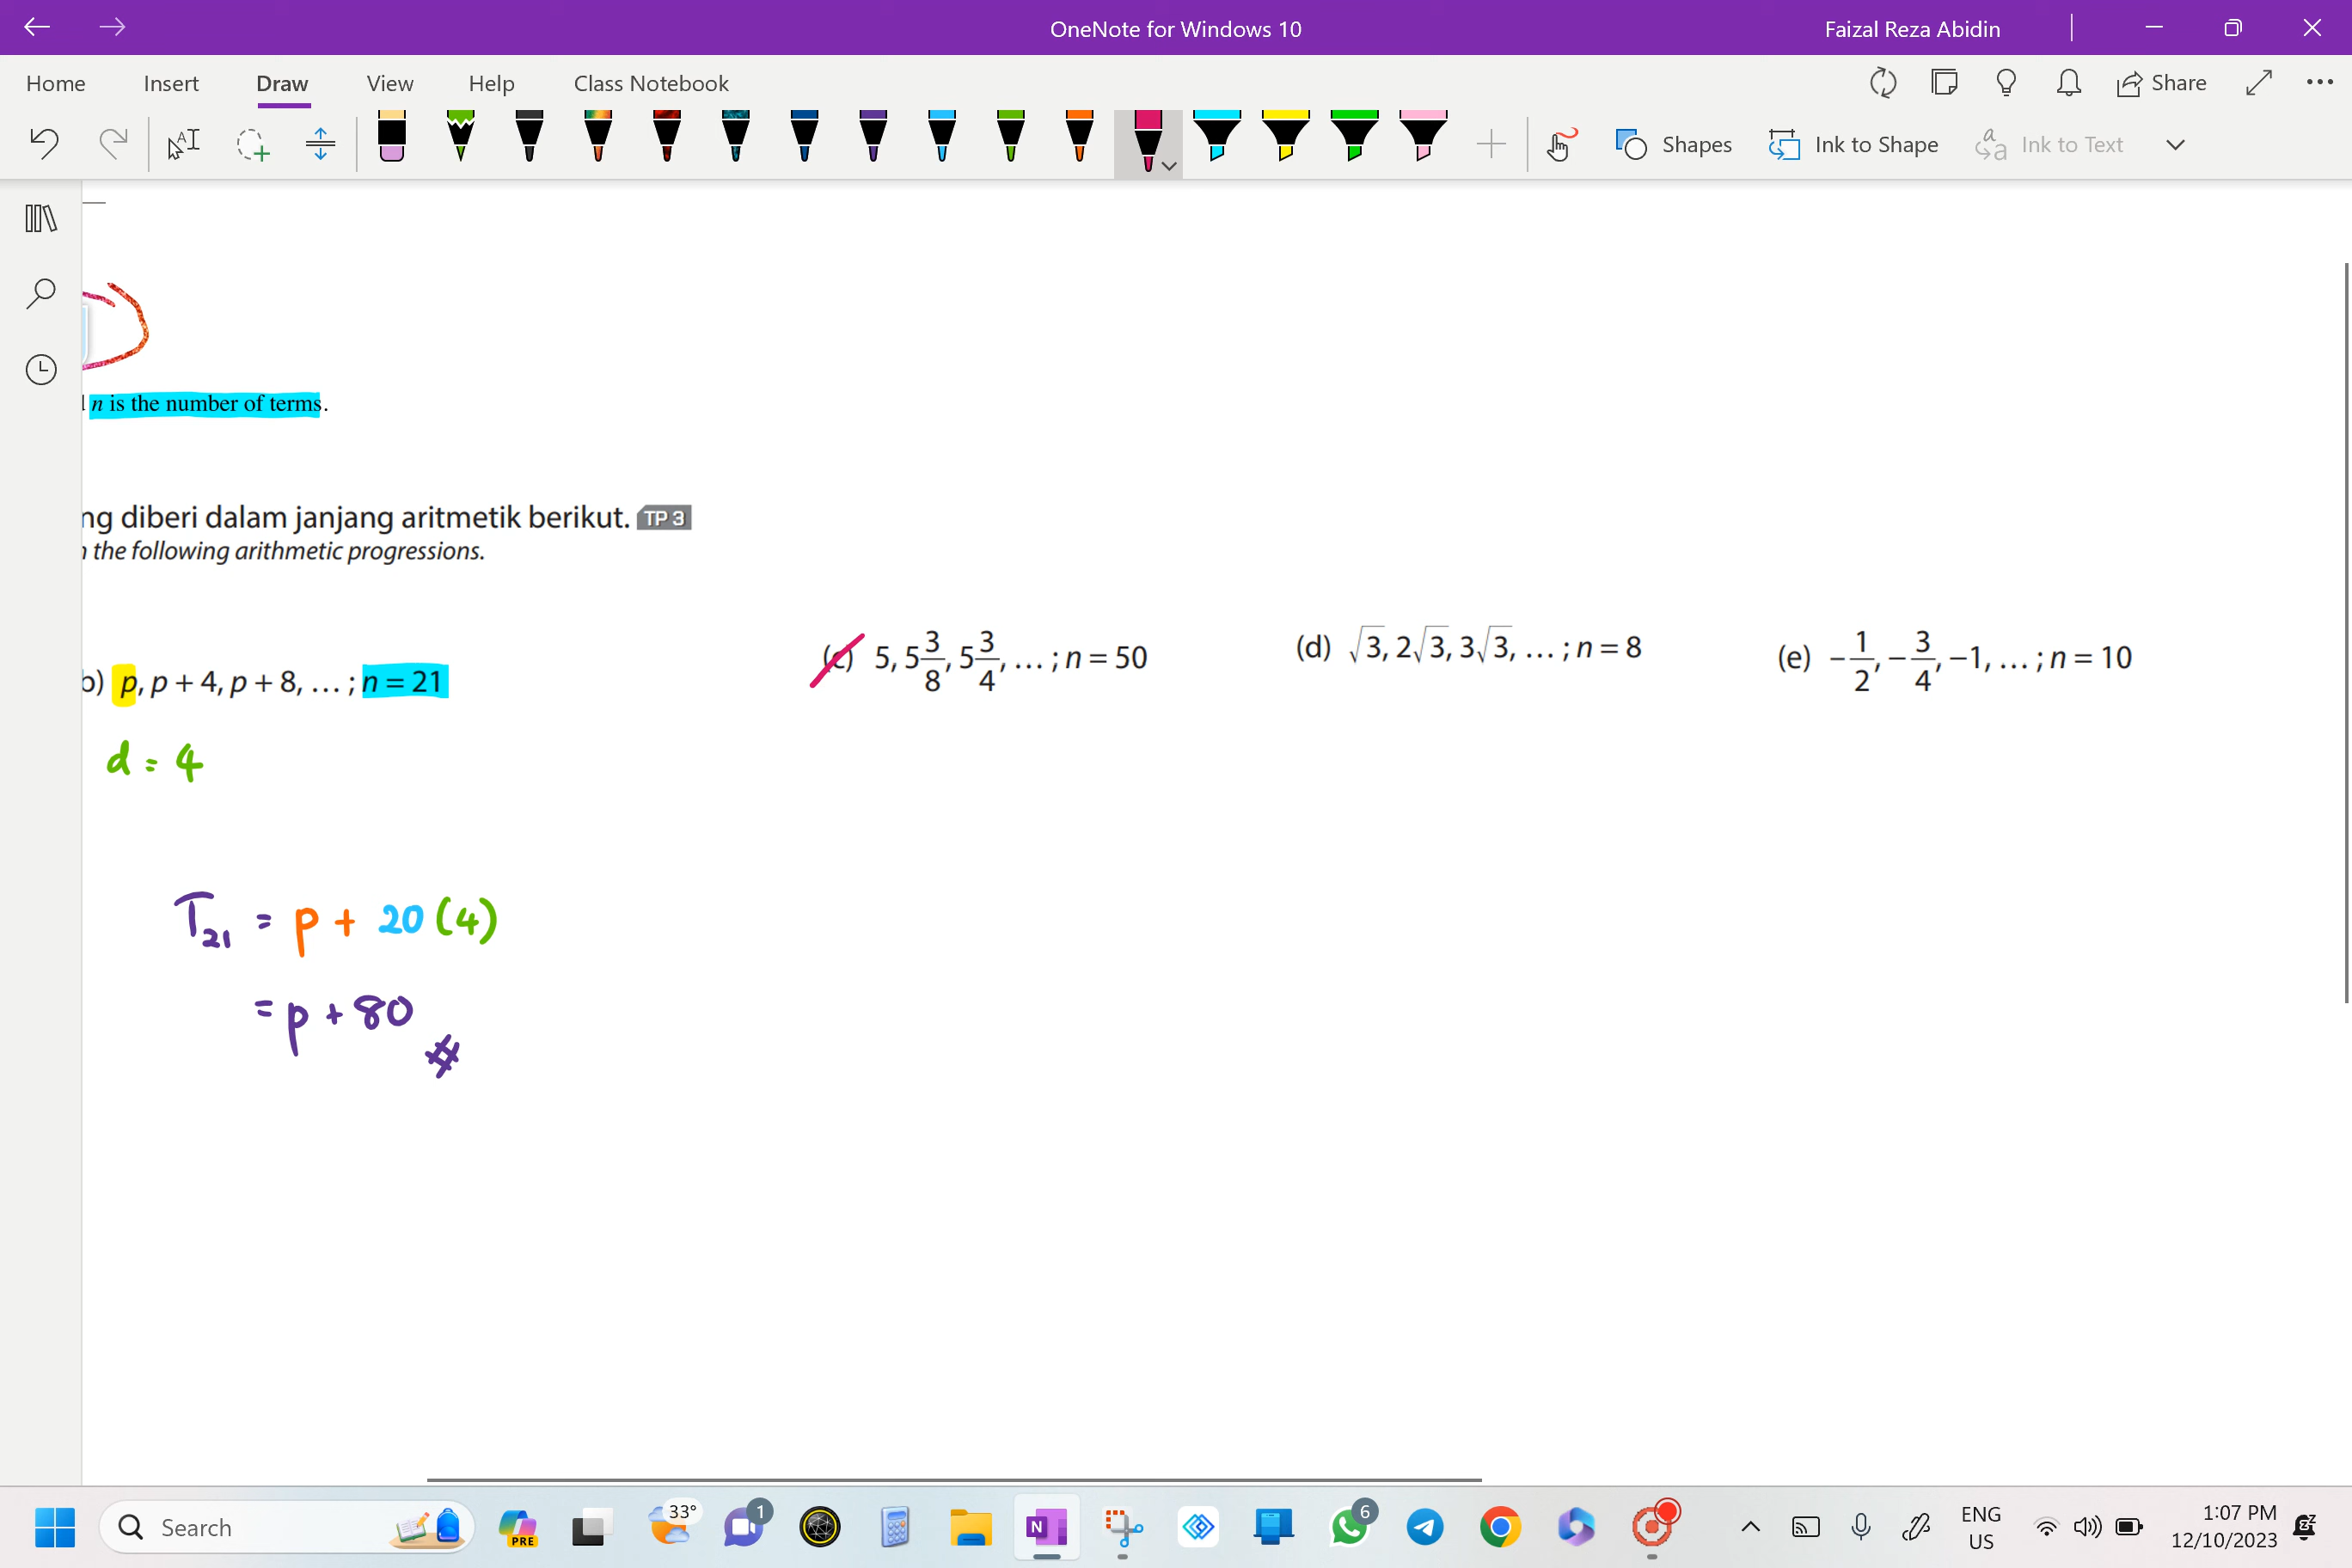 OneNote for Windows 10
Faizal Reza Abidin
Home Insert Draw View Help Class Notebook
Share
Shapes Ink to Shape Ink to Text
n is the number of terms.
ng diberi dalam janjang aritmetik berikut. TP 3
the following arithmetic progressions.
b) p, p + 4, p + 8, … ; n = 21
(c) 5, 5 3/8, 5 3/4, … ; n = 50
(d) √3, 2√3, 3√3, … ; n = 8
(e) −1/2, −3/4, −1, … ; n = 10
d = 4
T₂₁ = p + 20 (4)
= p + 80
#
Search
PRE
33°
1
6
ENG
US
1:07 PM
12/10/2023